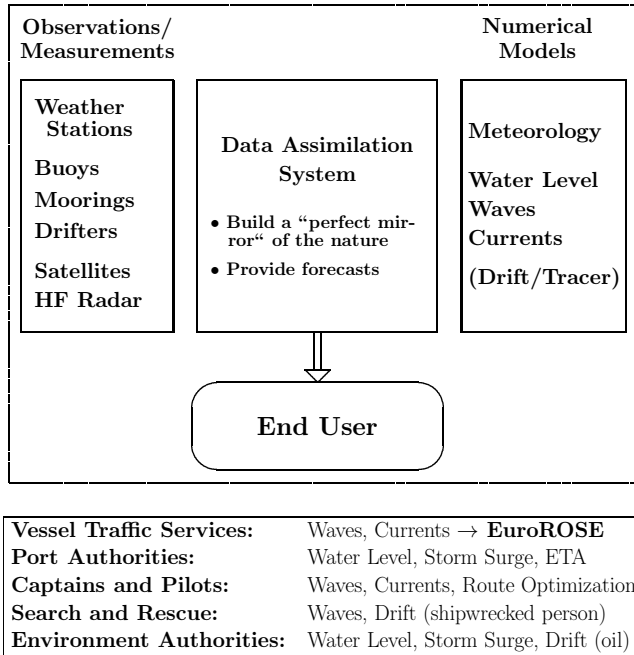 Observations/
Measurements
Weather
Stations
Buoys
Moorings
Drifters
Satellites
HF Radar
Data Assimilation
System
• Build a “perfect mir-
ror“ of the nature
• Provide forecasts
Numerical
Models
Meteorology
Water Level
Waves
Currents
(Drift/Tracer)
End User
Vessel Traffic Services: Waves, Currents → EuroROSE
Port Authorities: Water Level, Storm Surge, ETA
Captains and Pilots: Waves, Currents, Route Optimization
Search and Rescue: Waves, Drift (shipwrecked person)
Environment Authorities: Water Level, Storm Surge, Drift (oil)